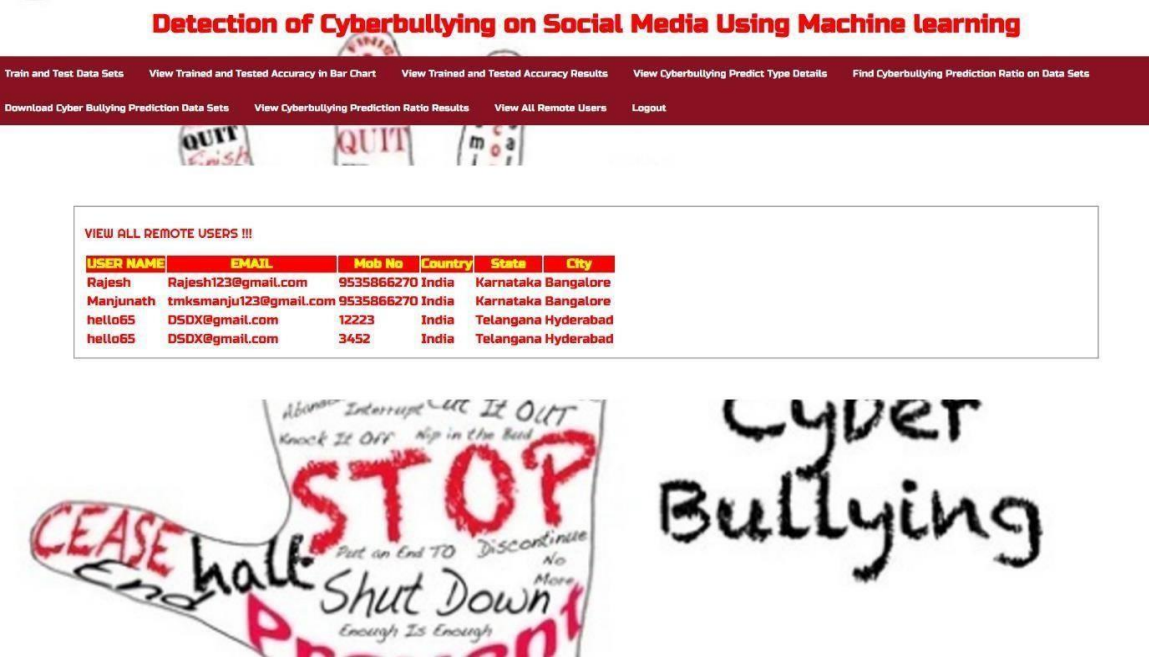 Detection of Cyberbullying on Social Media Using Machine learning
Train and Test Data Sets View Trained and Tested Accuracy in Bar Chart View Trained and Tested Accuracy Results View Cyberbullying Predict Type Details Find Cyberbullying Prediction Ratio on Data Sets
Download Cyber Bullying Prediction Data Sets View Cyberbullying Prediction Ratio Results View All Remote Users Logout
QUIT QUIT
Finish
VIEW ALL REMOTE USERS !!!
USER NAME EMAIL Mob No Country State City
Rajesh Rajesh123@gmail.com 9535866270 India Karnataka Bangalore
Manjunath tmksmanju123@gmail.com 9535866270 India Karnataka Bangalore
hello65 DSDX@gmail.com 12223 India Telangana Hyderabad
hello65 DSDX@gmail.com 3452 India Telangana Hyderabad
Interrupt Cut It OUT
Knock It Off Nip in the Bud
STOP
Cyber
Bullying
CEASE halt
Put an End TO Discontinue
End
No
More
Shut Down
Enough Is Enough
Prevent